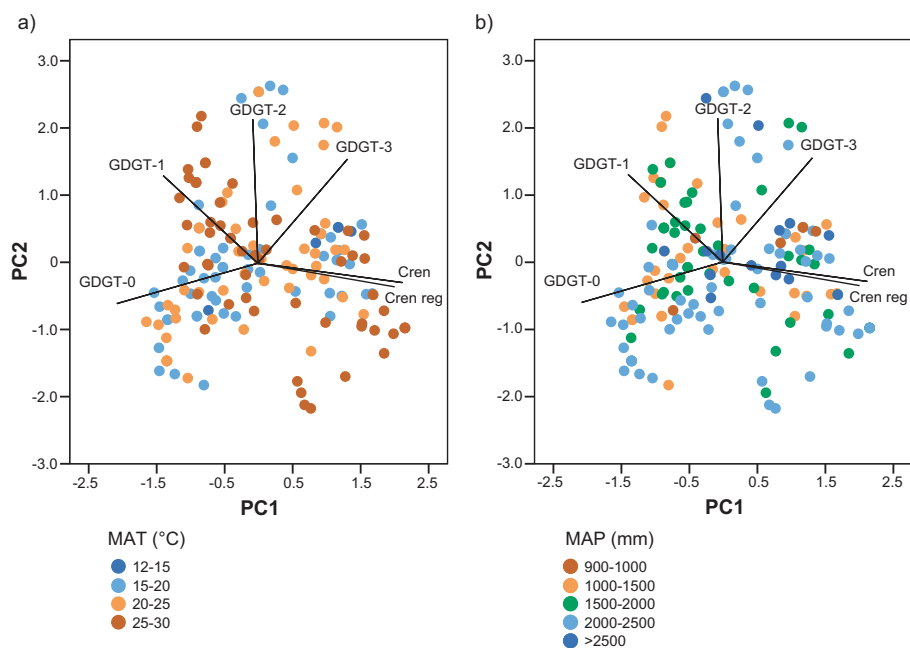 a)
3.0
2.0
1.0
0
-1.0
-2.0
-3.0
PC2
GDGT-2
GDGT-3
GDGT-1
GDGT-0
Cren
Cren reg
-2.5 -1.5 -0.5 0.5 1.5 2.5
PC1
MAT (°C)
12-15
15-20
20-25
25-30
b)
3.0
2.0
1.0
0
-1.0
-2.0
-3.0
PC2
GDGT-2
GDGT-3
GDGT-1
GDGT-0
Cren
Cren reg
-2.5 -1.5 -0.5 0.5 1.5 2.5
PC1
MAP (mm)
900-1000
1000-1500
1500-2000
2000-2500
>2500